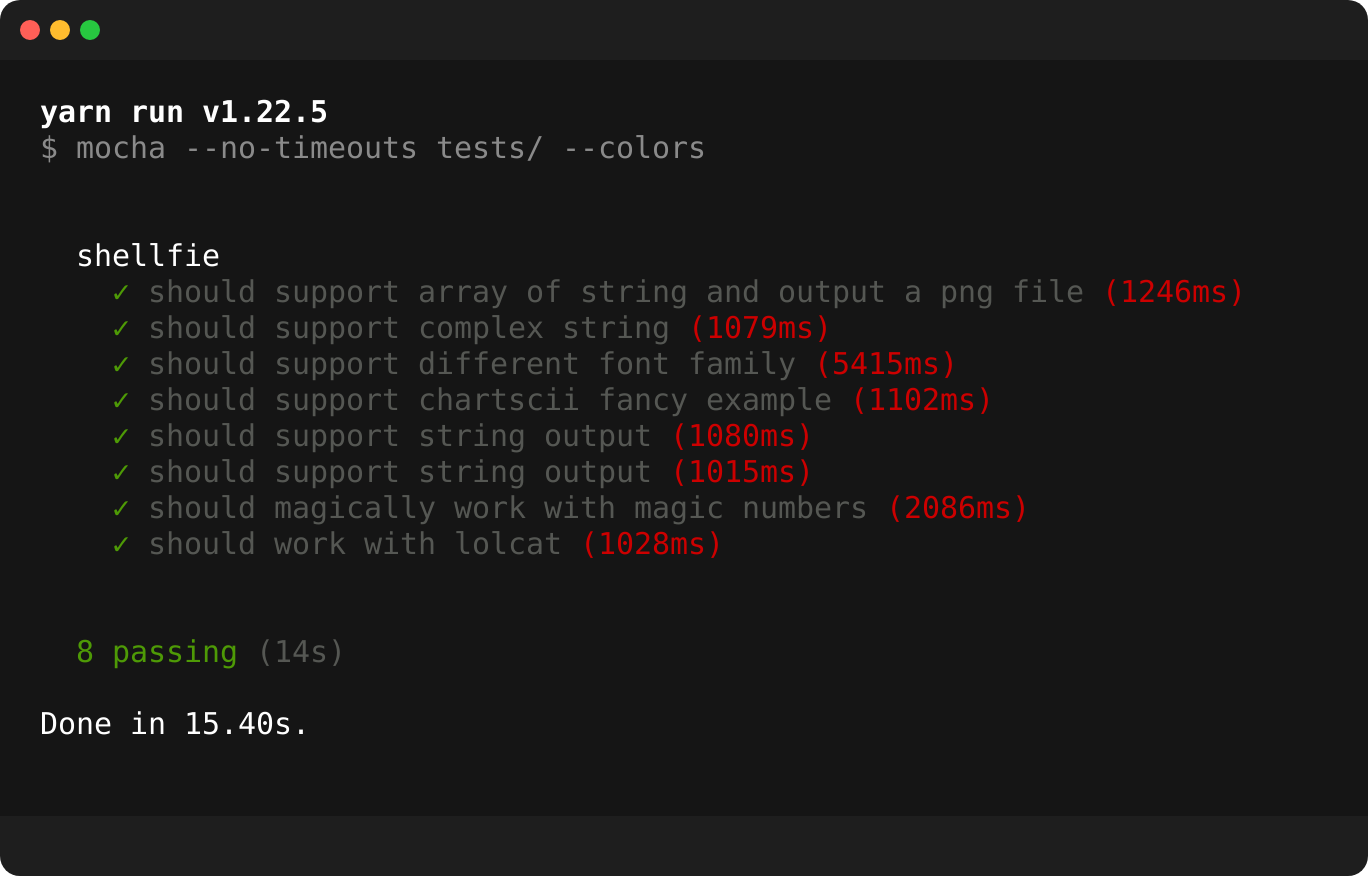 yarn run v1.22.5
$ mocha --no-timeouts tests/ --colors
shellfie
✓ should support array of string and output a png file (1246ms)
✓ should support complex string (1079ms)
✓ should support different font family (5415ms)
✓ should support chartscii fancy example (1102ms)
✓ should support string output (1080ms)
✓ should support string output (1015ms)
✓ should magically work with magic numbers (2086ms)
✓ should work with lolcat (1028ms)
8 passing (14s)
Done in 15.40s.